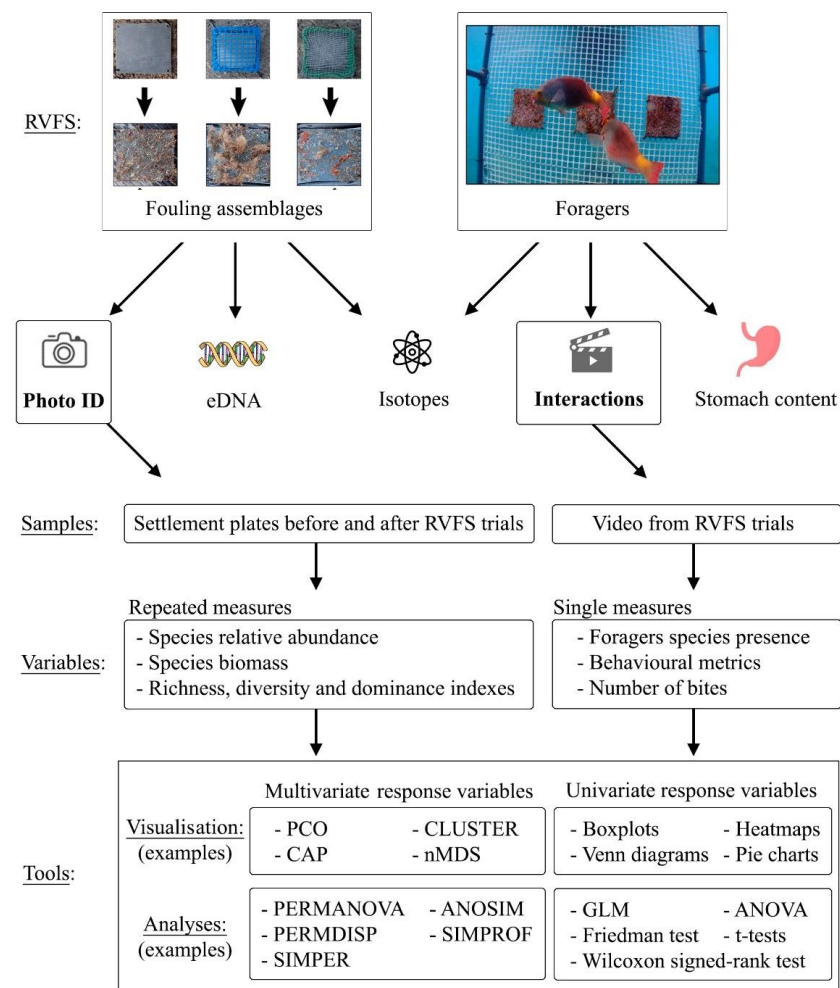 RVFS:
Fouling assemblages
Foragers
Photo ID
eDNA
Isotopes
Interactions
Stomach content
Samples:
Settlement plates before and after RVFS trials
Video from RVFS trials
Repeated measures
Single measures
Variables:
- Species relative abundance
- Species biomass
- Richness, diversity and dominance indexes
- Foragers species presence
- Behavioural metrics
- Number of bites
Tools:
Multivariate response variables
Univariate response variables
Visualisation:
(examples)
- PCO
- CLUSTER
- CAP
- nMDS
- Boxplots
- Heatmaps
- Venn diagrams
- Pie charts
Analyses:
(examples)
- PERMANOVA
- ANOSIM
- PERMDISP
- SIMPROF
- SIMPER
- GLM
- ANOVA
- Friedman test
- t-tests
- Wilcoxon signed-rank test